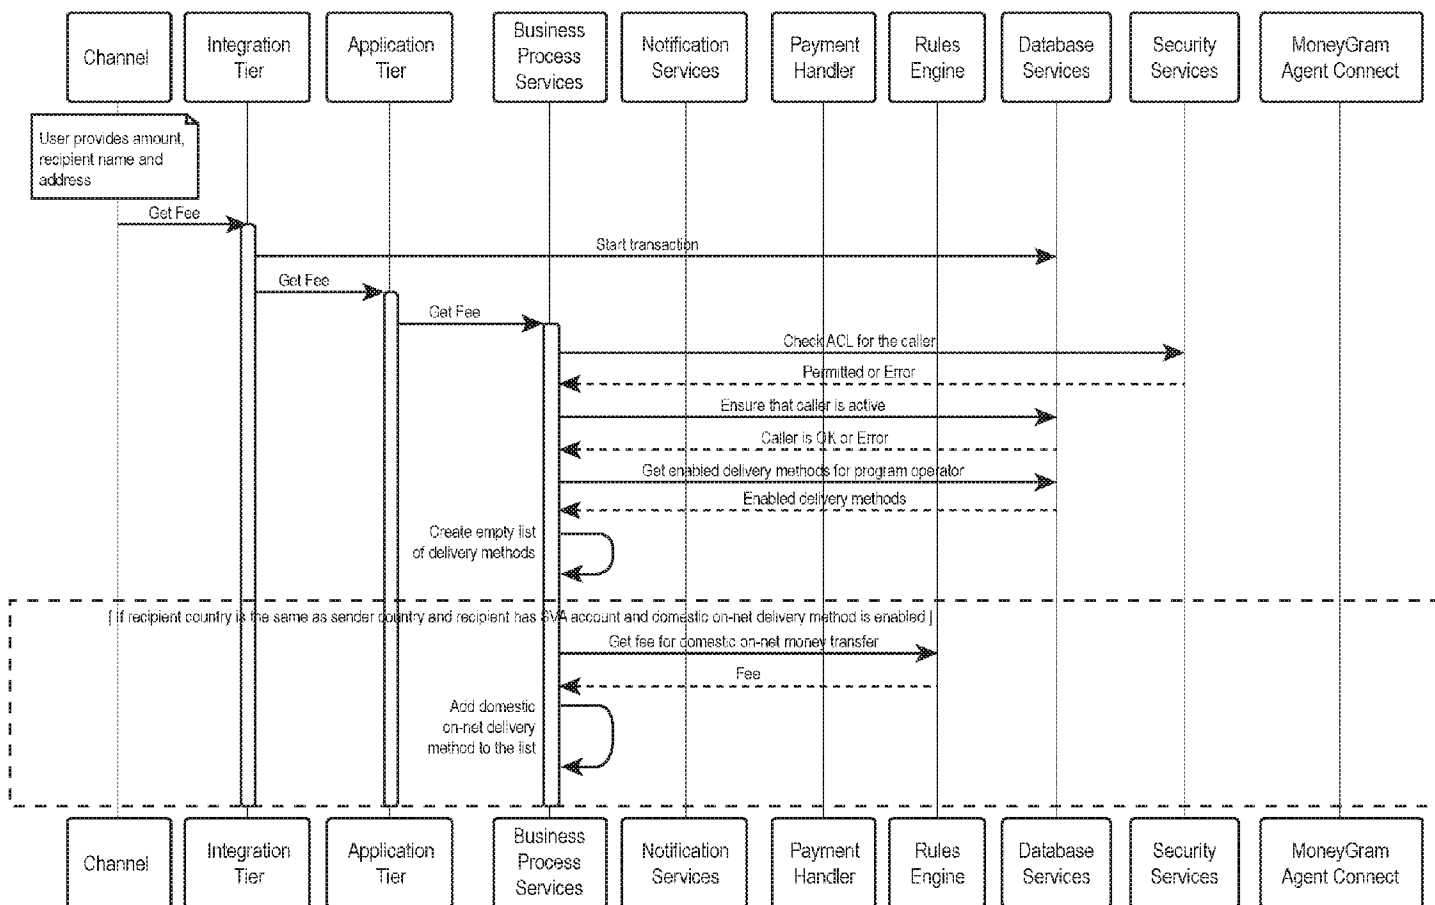 Channel
Integration
Tier
Application
Tier
Business
Process
Services
Notification
Services
Payment
Handler
Rules
Engine
Database
Services
Security
Services
MoneyGram
Agent Connect
User provides amount,
recipient name and
address
Get Fee
Start transaction
Get Fee
Get Fee
Check ACL for the caller
Permitted or Error
Ensure that caller is active
Caller is OK or Error
Get enabled delivery methods for program operator
Enabled delivery methods
Create empty list
of delivery methods
[ If recipient country is the same as sender country and recipient has SVA account and domestic on-net delivery method is enabled ]
Get fee for domestic on-net money transfer
Fee
Add domestic
on-net delivery
method to the list
Channel
Integration
Tier
Application
Tier
Business
Process
Services
Notification
Services
Payment
Handler
Rules
Engine
Database
Services
Security
Services
MoneyGram
Agent Connect